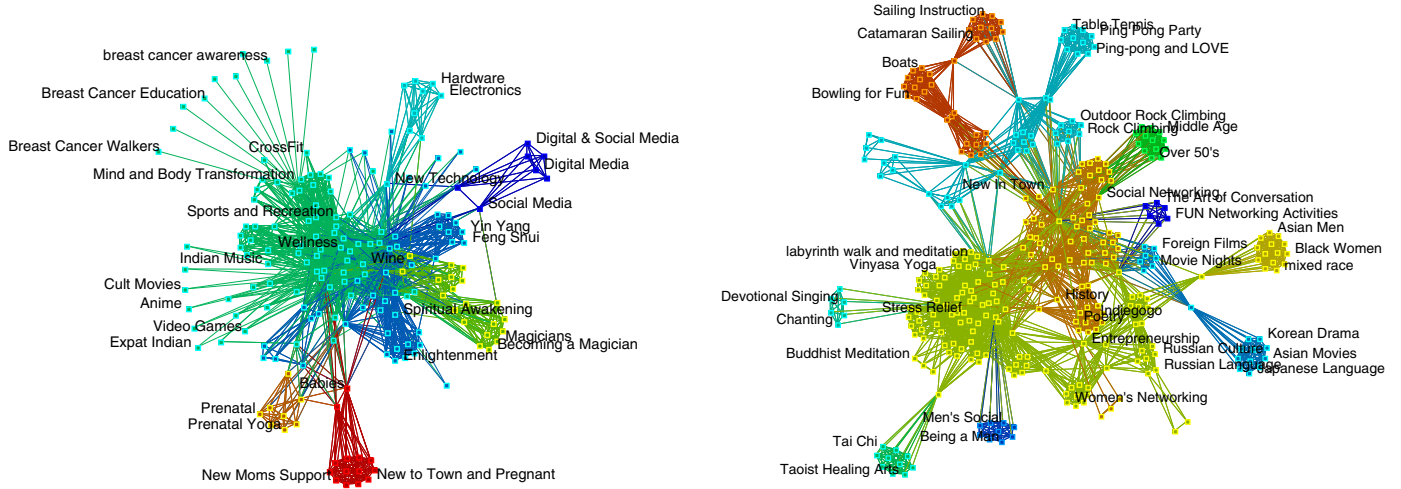 breast cancer awareness
Hardware
Electronics
Breast Cancer Education
Digital & Social Media
Breast Cancer Walkers
CrossFit
Digital Media
Mind and Body Transformation
New Technology
Social Media
Sports and Recreation
Yin Yang
Feng Shui
Wellness
Indian Music
Wine
Cult Movies
Anime
Spiritual Awakening
Video Games
Magicians
Expat Indian
Becoming a Magician
Enlightenment
Babies
Prenatal
Prenatal Yoga
New Moms Support
New to Town and Pregnant
Sailing Instruction
Table Tennis
Ping Pong Party
Catamaran Sailing
Ping-pong and LOVE
Boats
Bowling for Fun
Outdoor Rock Climbing
Rock Climbing
Middle Age
Over 50's
New In Town
Social Networking
The Art of Conversation
FUN Networking Activities
Asian Men
labyrinth walk and meditation
Foreign Films
Black Women
Vinyasa Yoga
Movie Nights
mixed race
Devotional Singing
History
Stress Relief
Indiegogo
Chanting
Poetry
Korean Drama
Entrepreneurship
Buddhist Meditation
Russian Culture
Asian Movies
Russian Language
Japanese Language
Women's Networking
Men's Social
Being a Man
Tai Chi
Taoist Healing Arts